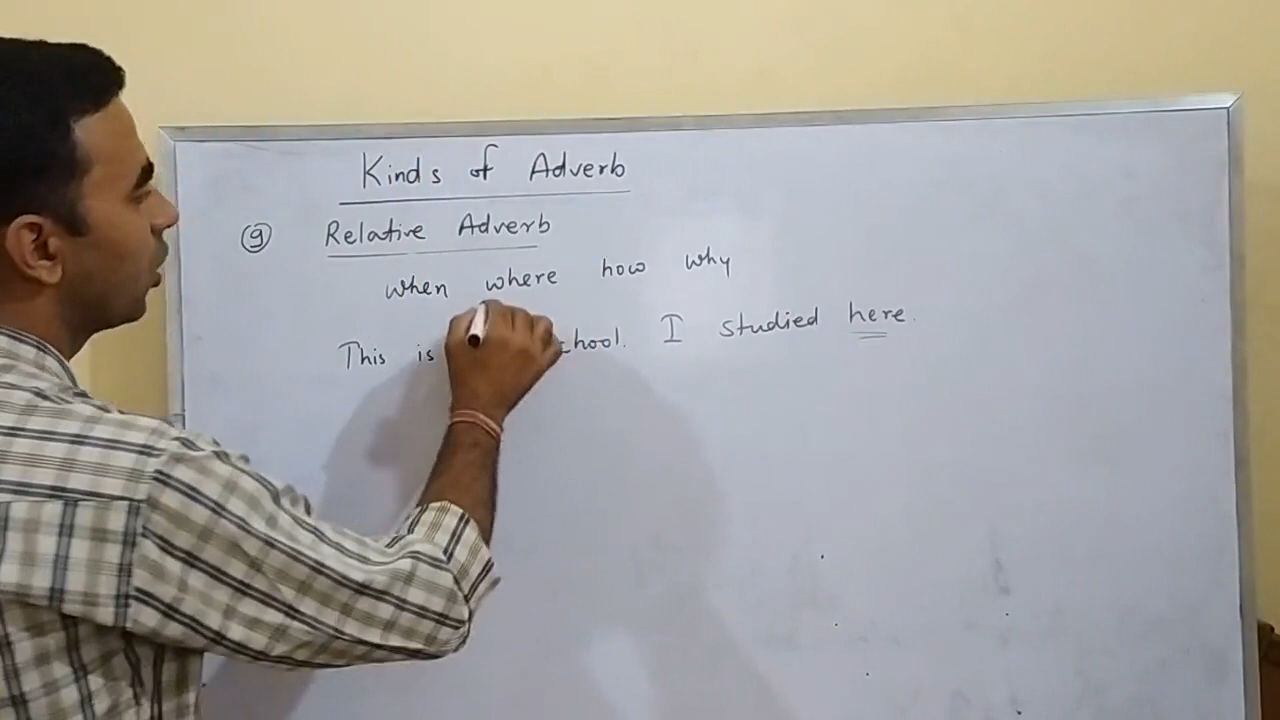 Kinds of Adverb
9 Relative Adverb
when where how why
This is chool. I studied here.